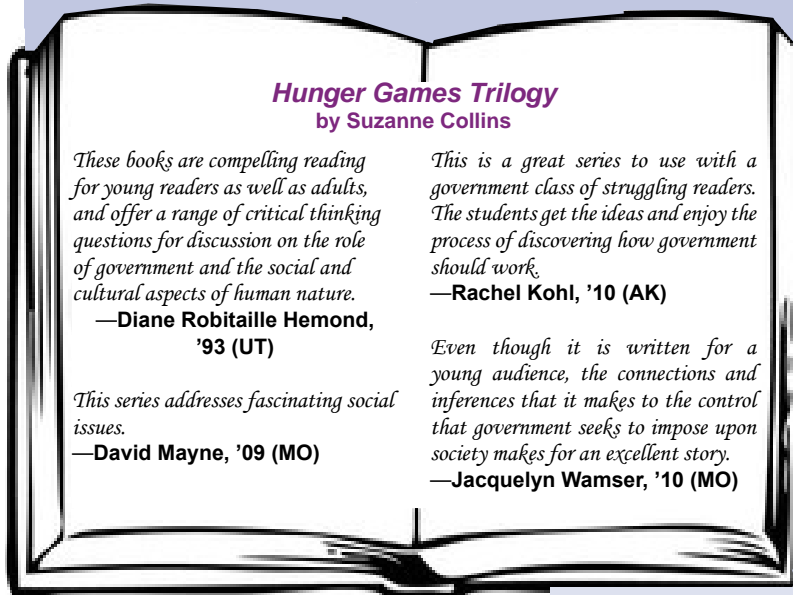 Hunger Games Trilogy
by Suzanne Collins
These books are compelling reading
for young readers as well as adults,
and offer a range of critical thinking
questions for discussion on the role
of government and the social and
cultural aspects of human nature.
—Diane Robitaille Hemond,
’93 (UT)
This series addresses fascinating social
issues.
—David Mayne, ’09 (MO)
This is a great series to use with a
government class of struggling readers.
The students get the ideas and enjoy the
process of discovering how government
should work.
—Rachel Kohl, ’10 (AK)
Even though it is written for a
young audience, the connections and
inferences that it makes to the control
that government seeks to impose upon
society makes for an excellent story.
—Jacquelyn Wamser, ’10 (MO)